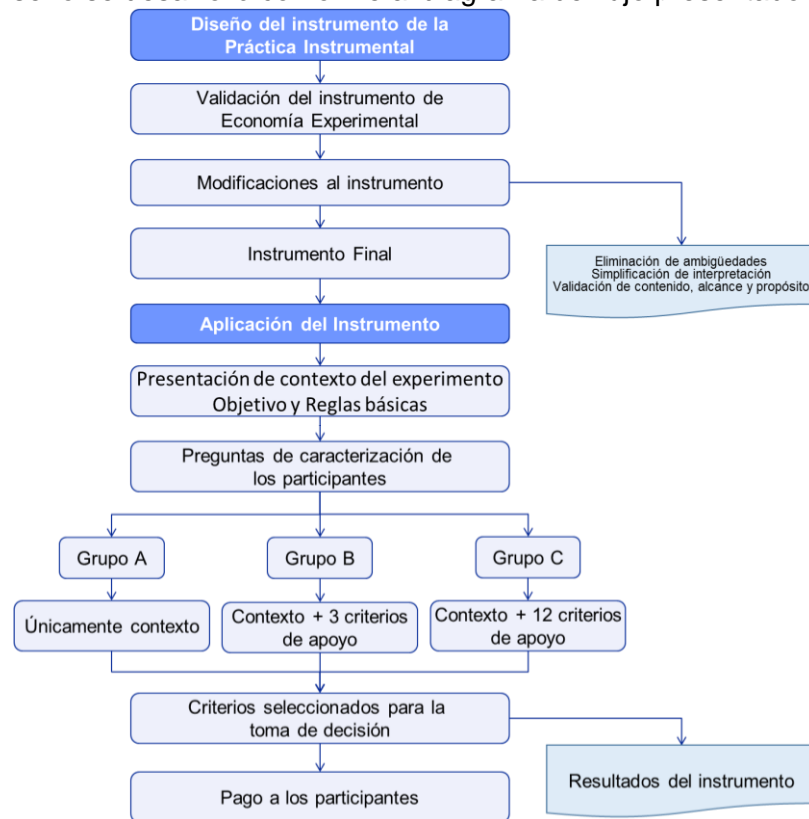 Diseño del instrumento de la
Práctica Instrumental
Validación del instrumento de
Economía Experimental
Modificaciones al instrumento
Instrumento Final
Eliminación de ambigüedades
Simplificación de interpretación
Validación de contenido, alcance y propósito
Aplicación del Instrumento
Presentación de contexto del experimento
Objetivo y Reglas básicas
Preguntas de caracterización de
los participantes
Grupo A
Grupo B
Grupo C
Únicamente contexto
Contexto + 3 criterios
de apoyo
Contexto + 12 criterios
de apoyo
Criterios seleccionados para la
toma de decisión
Resultados del instrumento
Pago a los participantes